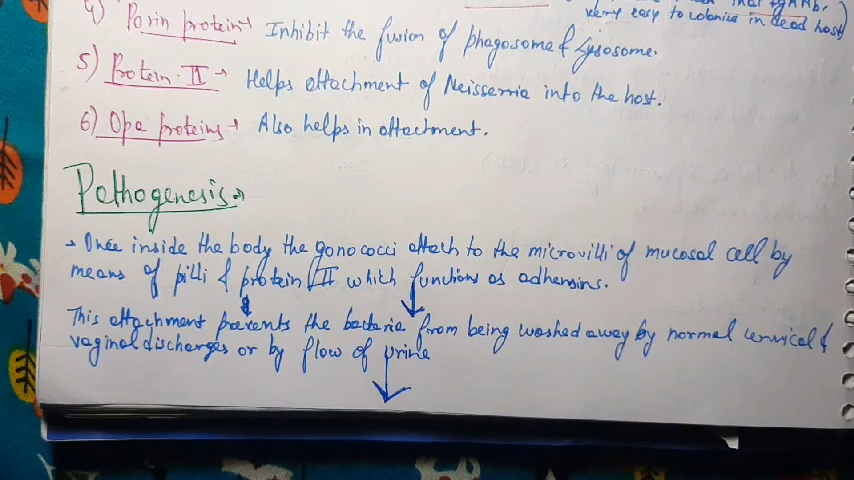 very easy to colonise in dead host)
4) Porin protein → Inhibit the fusion of phagosome & lysosome.
5) Protein II → Helps attachment of Neisserria into the host.
6) Opa proteins → Also helps in attachment.
Pathogenesis →
→ Once inside the body the gonococci attach to the microvilli of mucosal cell by
means of pilli & protein II which functions as adhemins.
This attachment prevents the bacteria from being washed away by normal cervical &
vaginal discharges or by flow of urine